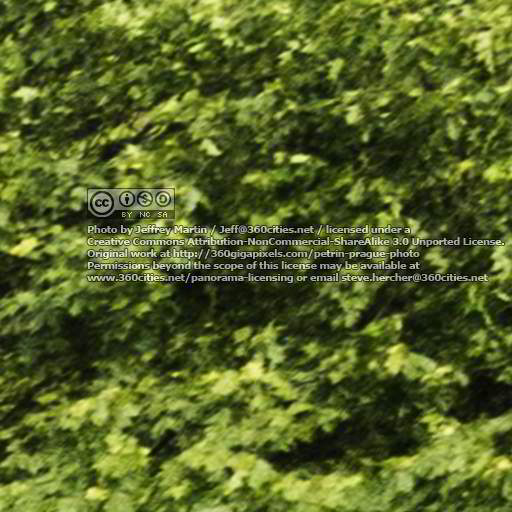 cc
BY NC SA
Photo by Jeffrey Martin / Jeff@360cities.net / licensed under a
Creative Commons Attribution-NonCommercial-ShareAlike 3.0 Unported License.
Original work at http://360gigapixels.com/petrin-prague-photo
Permissions beyond the scope of this license may be available at
www.360cities.net/panorama-licensing or email steve.hercher@360cities.net